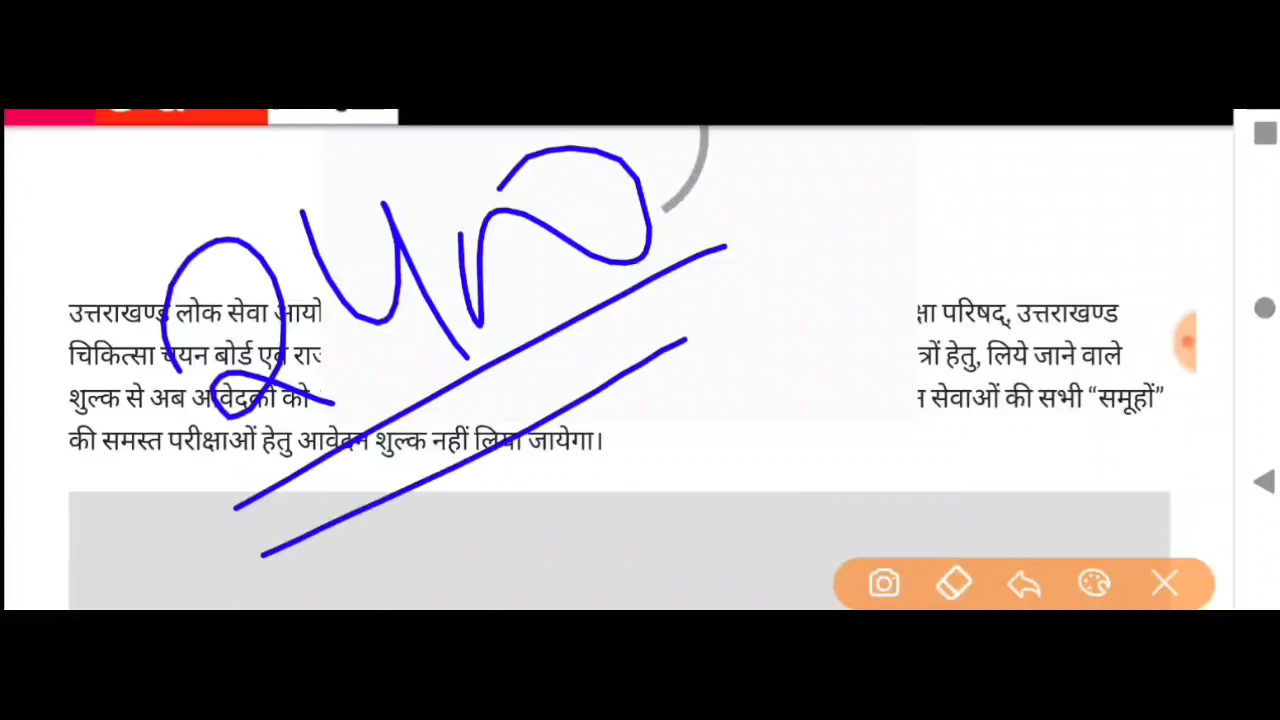 उत्तराखण्ड लोक सेवा परिषद्, उत्तराखण्ड
चिकित्सा चयन बोर्ड एवं हेतु, लिये जाने वाले
शुल्क से अब आवेदकों को सेवाओं की सभी “समूहों”
की समस्त परीक्षाओं हेतु आवेदन शुल्क नहीं लिया जायेगा।